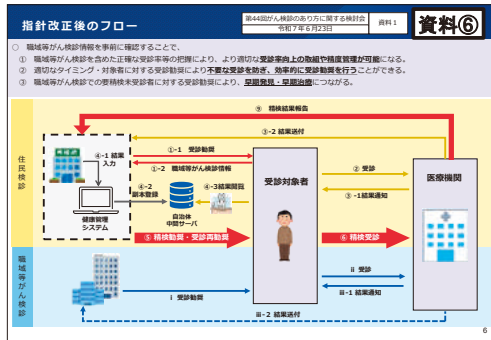 指針改正後のフロー
第44回がん検診のあり方に関する検討会
令和7年6月23日
資料1
資料⑥
○ 職域等がん検診情報を事前に確認することで、
① 職域等がん検診を含めた正確な受診率等の把握により、より適切な受診率向上の取組や精度管理が可能になる。
② 適切なタイミング・対象者に対する受診勧奨により不要な受診を防ぎ、効率的に受診勧奨を行うことができる。
③ 職域等がん検診での要精検未受診者に対する受診勧奨により、早期発見・早期治療につながる。
⑨ 精検結果報告
③-2 結果送付
住民検診
④-1 結果入力
①-1 受診勧奨
①-2 職域等がん検診情報
受診対象者
② 受診
医療機関
④-2 副本登録
④-3結果閲覧
③-1結果通知
健康管理システム
自治体中間サーバ
⑤ 精検勧奨・受診再勧奨
⑥ 精検受診
職域等がん検診
ⅰ 受診勧奨
ⅱ 受診
ⅲ-1 結果通知
ⅲ-2 結果送付
6